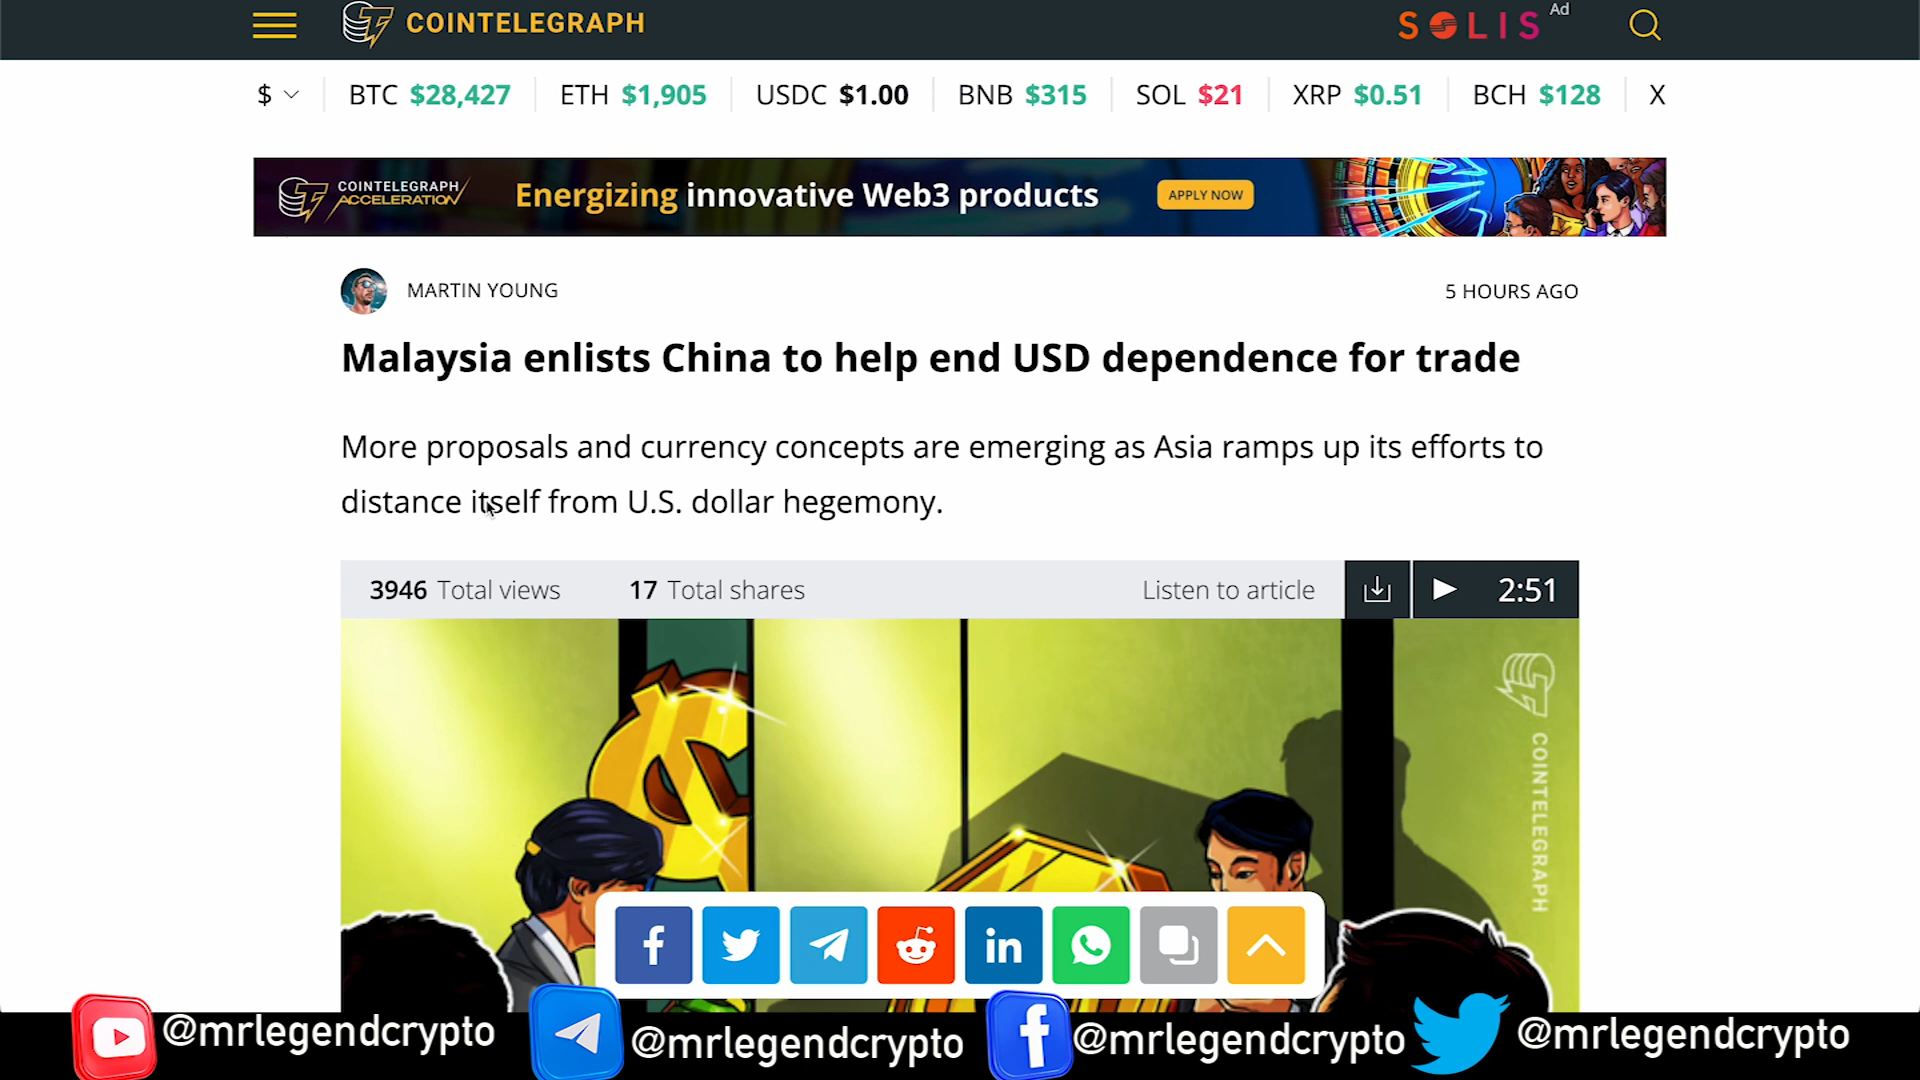 COINTELEGRAPH
SOLIS
Ad
$
BTC $28,427
ETH $1,905
USDC $1.00
BNB $315
SOL $21
XRP $0.51
BCH $128
X
COINTELEGRAPH
ACCELERATION
Energizing innovative Web3 products
APPLY NOW
MARTIN YOUNG
5 HOURS AGO
Malaysia enlists China to help end USD dependence for trade
More proposals and currency concepts are emerging as Asia ramps up its efforts to
distance itself from U.S. dollar hegemony.
3946 Total views
17 Total shares
Listen to article
2:51
COINTELEGRAPH
@mrlegendcrypto
@mrlegendcrypto
@mrlegendcrypto
@mrlegendcrypto